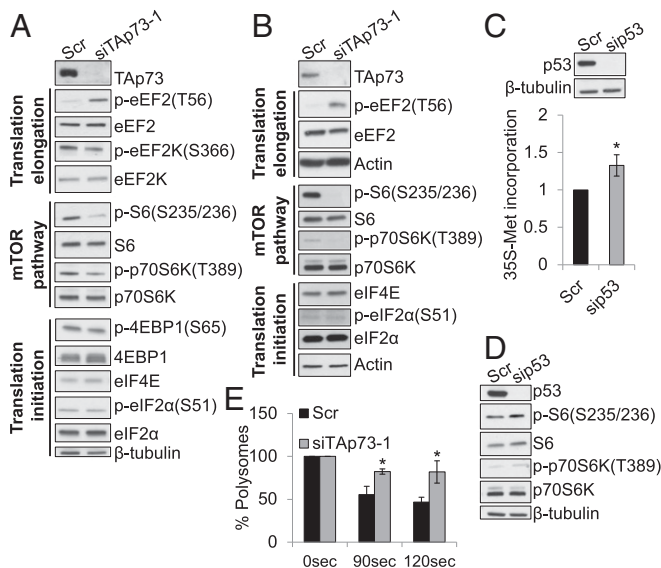 A
Scr
siTAp73-1
TAp73
Translation elongation
p-eEF2(T56)
eEF2
p-eEF2K(S366)
eEF2K
mTOR pathway
p-S6(S235/236)
S6
p-p70S6K(T389)
p70S6K
Translation initiation
p-4EBP1(S65)
4EBP1
eIF4E
p-eIF2α(S51)
eIF2α
β-tubulin
B
Scr
siTAp73-1
TAp73
Translation elongation
p-eEF2(T56)
eEF2
Actin
mTOR pathway
p-S6(S235/236)
S6
p-p70S6K(T389)
p70S6K
Translation initiation
eIF4E
p-eIF2α(S51)
eIF2α
Actin
C
Scr
sip53
p53
β-tubulin
35S-Met incorporation
2
1.5
1
0.5
0
*
Scr
sip53
D
Scr
sip53
p53
p-S6(S235/236)
S6
p-p70S6K(T389)
p70S6K
β-tubulin
E
Scr
siTAp73-1
% Polysomes
150
100
50
0
*
*
0sec 90sec 120sec